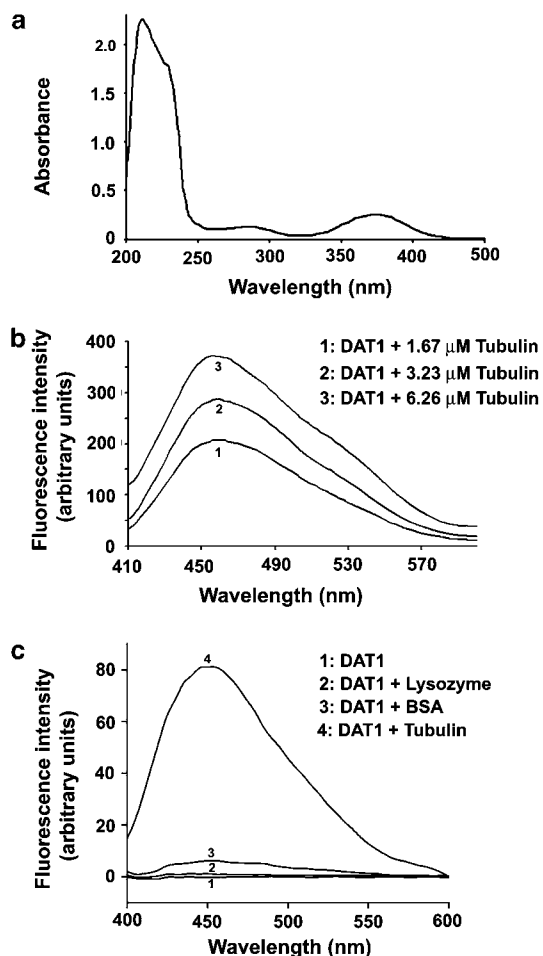 a
Absorbance
2.0
1.5
1.0
0.5
0
200 250 300 350 400 500
Wavelength (nm)
b
Fluorescence intensity
(arbitrary units)
400
300
200
100
0
410 450 490 530 570
Wavelength (nm)
3
2
1
1: DAT1 + 1.67 μM Tubulin
2: DAT1 + 3.23 μM Tubulin
3: DAT1 + 6.26 μM Tubulin
c
Fluorescence intensity
(arbitrary units)
80
60
40
20
0
400 450 500 550 600
Wavelength (nm)
4
3
2
1
1: DAT1
2: DAT1 + Lysozyme
3: DAT1 + BSA
4: DAT1 + Tubulin